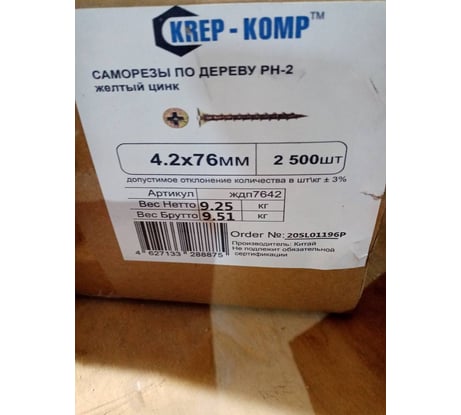 KREP - KOMP™
САМОРЕЗЫ ПО ДЕРЕВУ PH-2
желтый цинк
4.2х76мм 2 500шт
допустимое отклонение количества в шт\кг ± 3%
Артикул ждп7642
Вес Нетто 9.25 кг
Вес Брутто 9.51 кг
Order №: 20SL01196P
Производитель: Китай
Не подлежит обязательной
сертификации
4 627133 288875